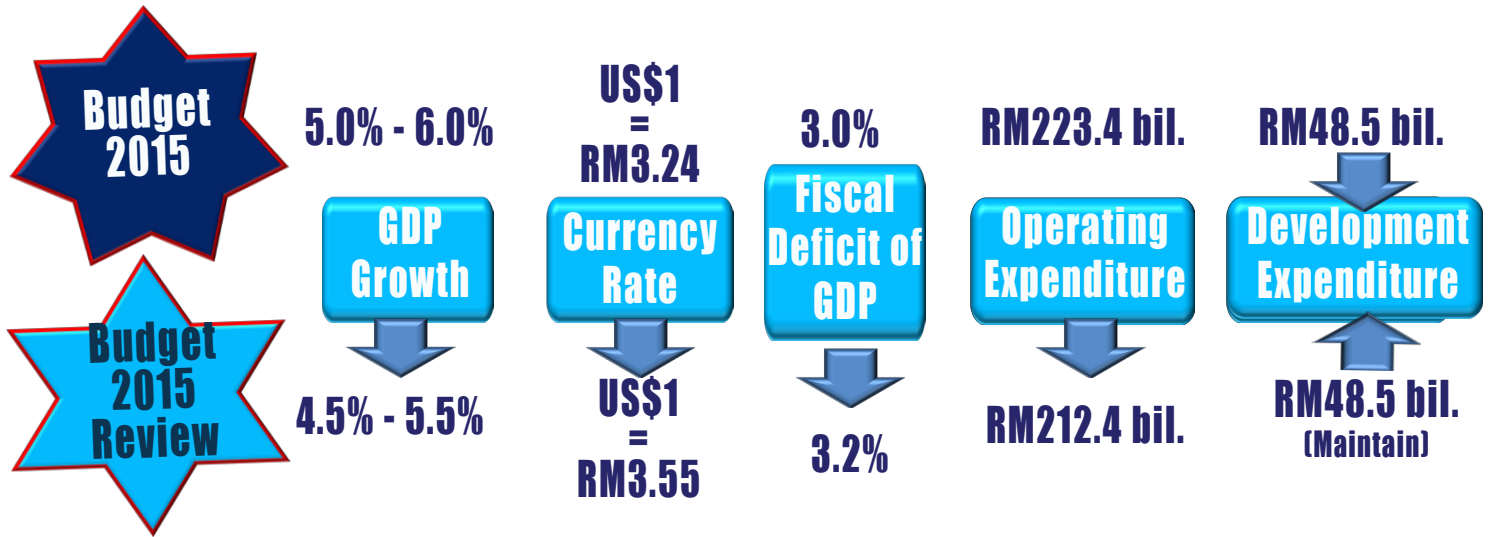 Budget
2015
5.0% - 6.0%
US$1
=
RM3.24
3.0%
RM223.4 bil.
RM48.5 bil.
GDP
Growth
Currency
Rate
Fiscal
Deficit of
GDP
Operating
Expenditure
Development
Expenditure
Budget
2015
Review
4.5% - 5.5%
US$1
=
RM3.55
3.2%
RM212.4 bil.
RM48.5 bil.
(Maintain)